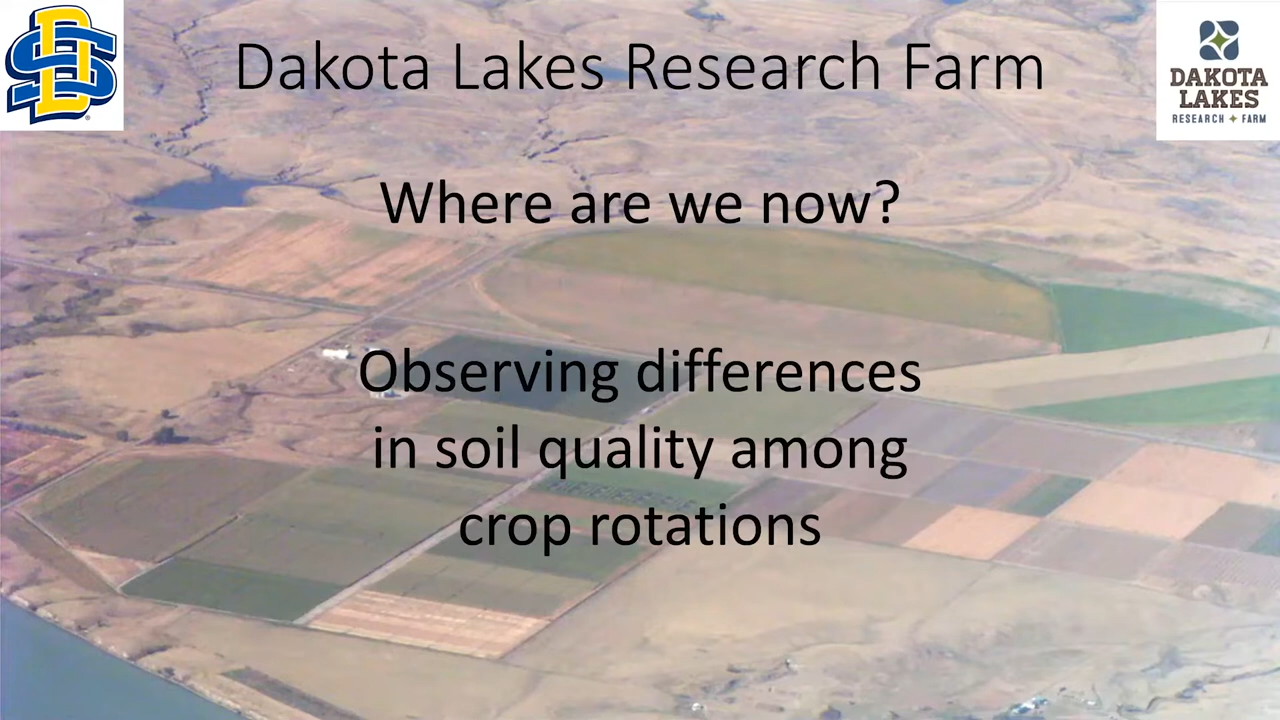 Dakota Lakes Research Farm
SD
DAKOTA
LAKES
RESEARCH FARM
Where are we now?
Observing differences
in soil quality among
crop rotations